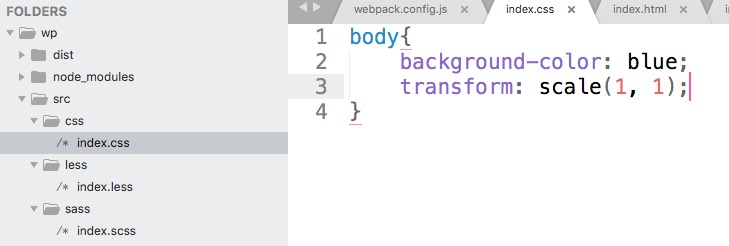 FOLDERS
wp
dist
node_modules
src
css
/* index.css
less
/* index.less
sass
/* index.scss
webpack.config.js ×
index.css ×
index.html ×
1 body{
2 background-color: blue;
3 transform: scale(1, 1);
4 }